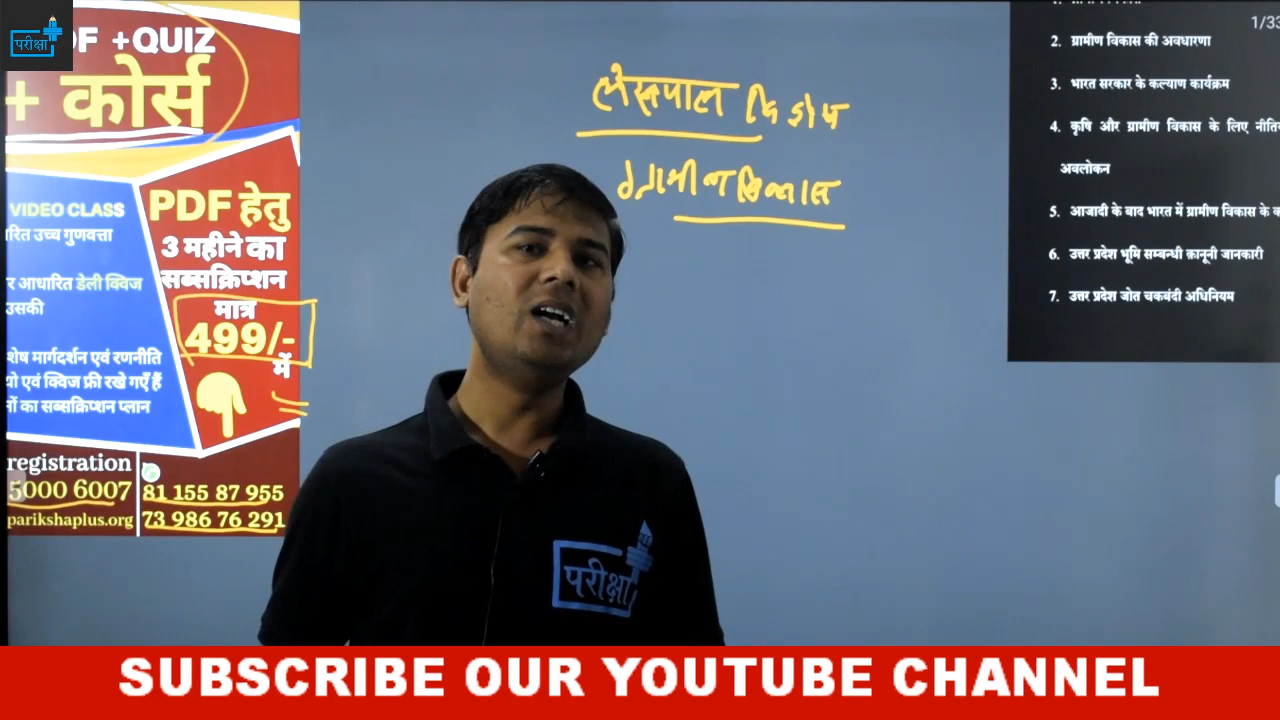 परीक्षा
DF +QUIZ
+ कोर्स
VIDEO CLASS
रित उच्च गुणवत्ता
र आधारित डेली क्विज
उसकी
शेष मार्गदर्शन एवं रणनीति
यो एवं क्विज फ्री रखे गएँ हैं
नों का सब्सक्रिप्शन प्लान
PDF हेतु
3 महीने का
सब्सक्रिप्शन
मात्र
499/-
में
registration
5000 6007
parikshaplus.org
81 155 87 955
73 986 76 291
लेखपाल
ग्रामीण विकास
1/33
2. ग्रामीण विकास की अवधारणा
3. भारत सरकार के कल्याण कार्यक्रम
4. कृषि और ग्रामीण विकास के लिए नीति
अवलोकन
5. आजादी के बाद भारत में ग्रामीण विकास के
6. उत्तर प्रदेश भूमि सम्बन्धी क़ानूनी जानकारी
7. उत्तर प्रदेश जोत चकबंदी अधिनियम
परीक्षा
SUBSCRIBE OUR YOUTUBE CHANNEL